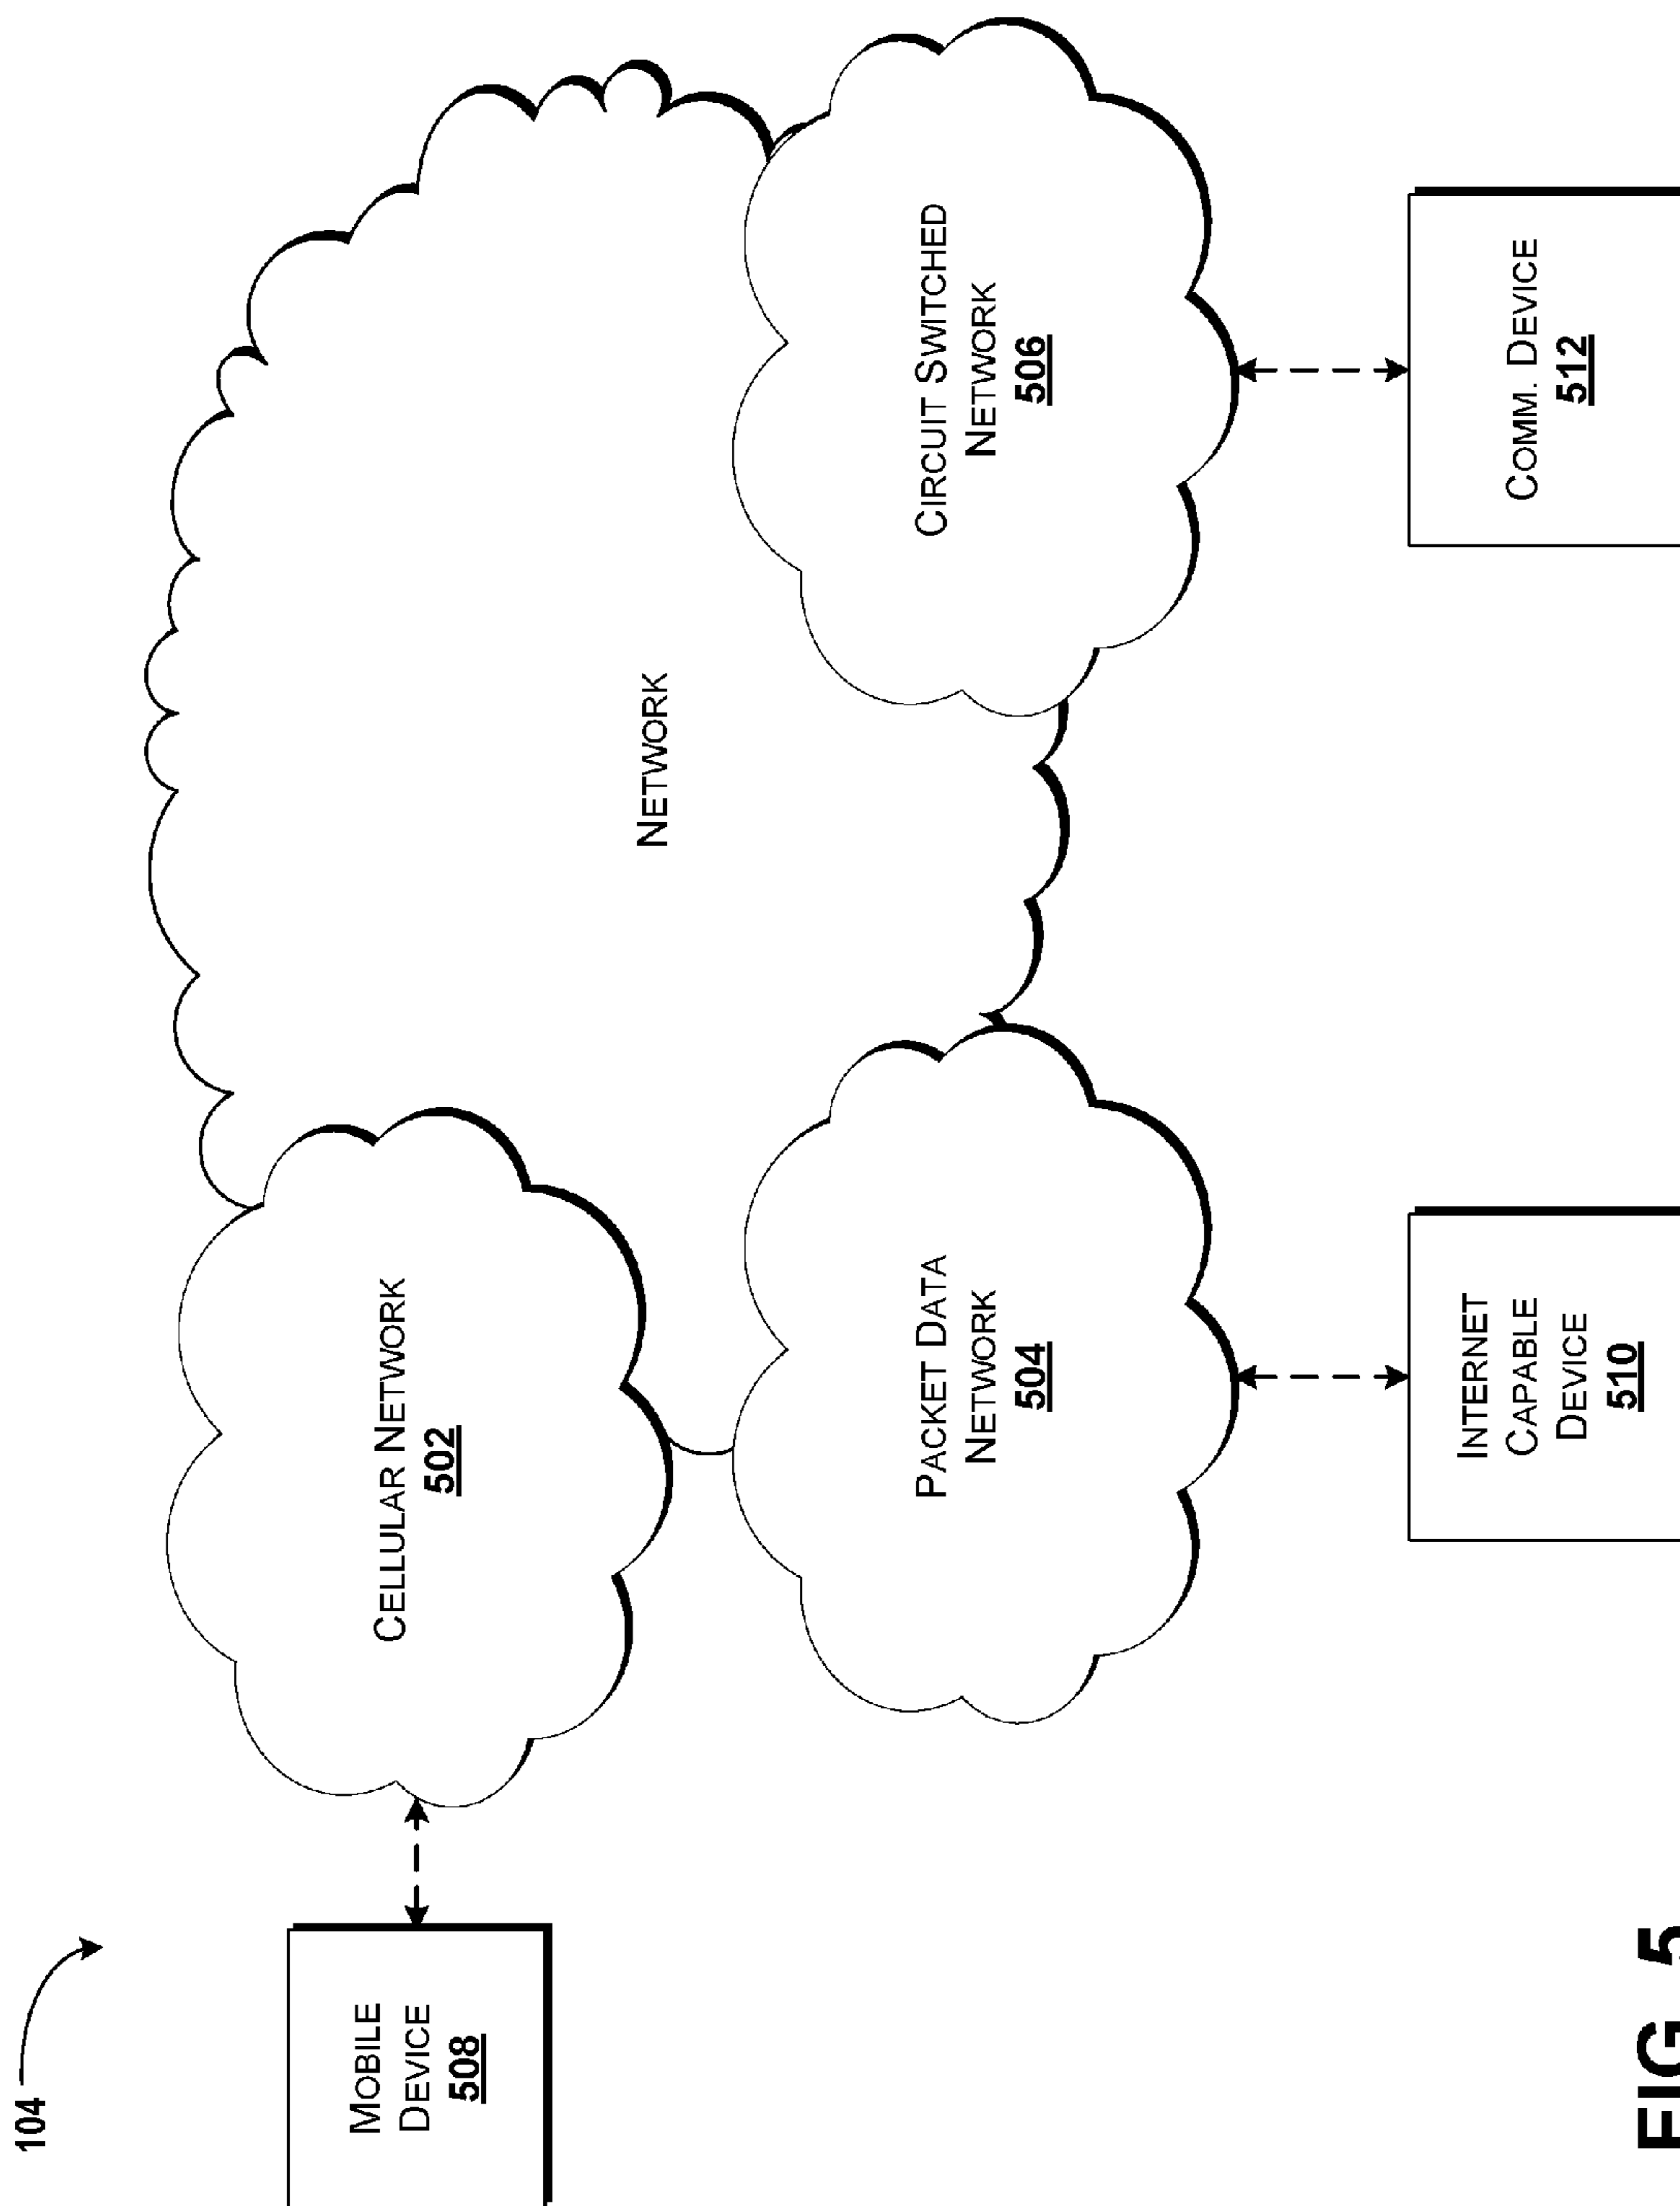 104
MOBILE
DEVICE
508
CELLULAR NETWORK
502
NETWORK
PACKET DATA
NETWORK
504
CIRCUIT SWITCHED
NETWORK
506
INTERNET
CAPABLE
DEVICE
510
COMM. DEVICE
512
FIG. 5